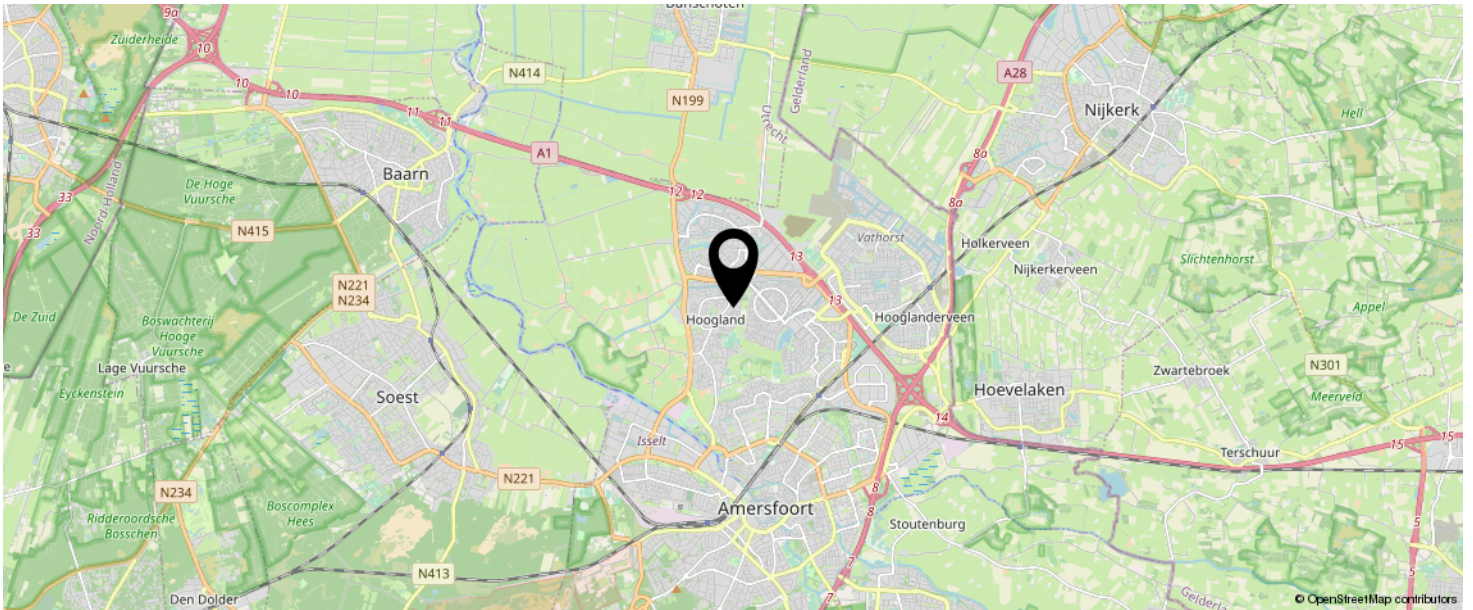 Bunschoten
9a
Zuiderheide
10
10
10
N414
A28
N199
Gelderland
Utrecht
Nijkerk
Hell
11
11
A1
8a
Baarn
De Hoge
Vuursche
Noord-Holland
33
33
12
12
8a
N415
Vathorst
Holkerveen
13
Nijkerkerveen
Slichtenhorst
N221
N234
13
Appel
De Zuid
Boswachterij
Hooge
Vuursche
Hoogland
Hooglanderveen
Lage Vuursche
Zwartebroek
N301
Eyckenstein
Soest
Hoevelaken
Meerveld
14
Isselt
15
15
Terschuur
N221
N234
8
8
Boscomplex
Hees
Amersfoort
Ridderoordsche
Bosschen
Stoutenburg
5
7
N413
5
7
Den Dolder
Gelderland
© OpenStreetMap contributors